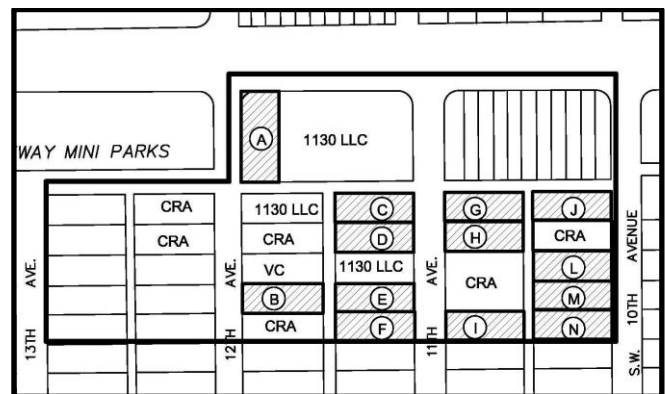 A
1130 LLC
WAY MINI PARKS
CRA
1130 LLC
C
G
J
CRA
CRA
D
H
CRA
VC
1130 LLC
L
CRA
B
E
M
CRA
F
I
N
13TH AVE.
12TH AVE.
11TH AVE.
S.W. 10TH AVENUE